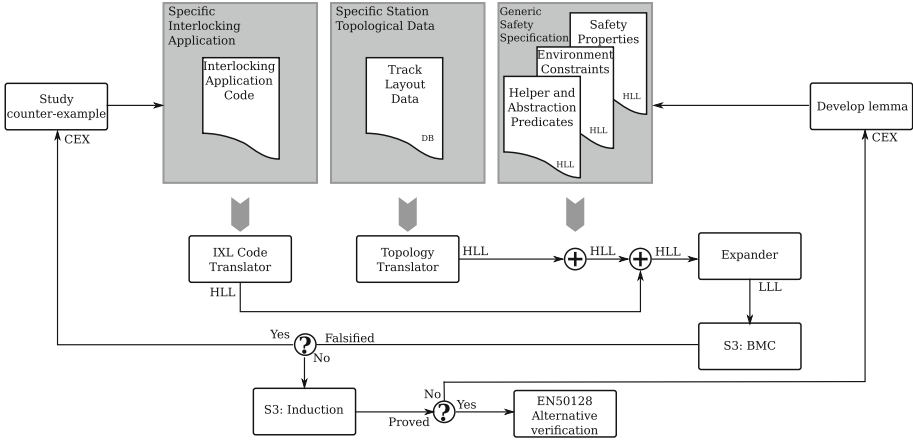 Specific
Interlocking
Application
Interlocking
Application
Code
Specific Station
Topological Data
Track
Layout
Data
DB
Generic
Safety
Specification
Safety
Properties
HLL
Environment
Constraints
HLL
Helper and
Abstraction
Predicates
HLL
Study
counter-example
CEX
Develop lemma
CEX
IXL Code
Translator
HLL
Topology
Translator
HLL
HLL
HLL
Expander
LLL
S3: BMC
Falsified
Yes
?
No
S3: Induction
Proved
?
No
Yes
EN50128
Alternative
verification